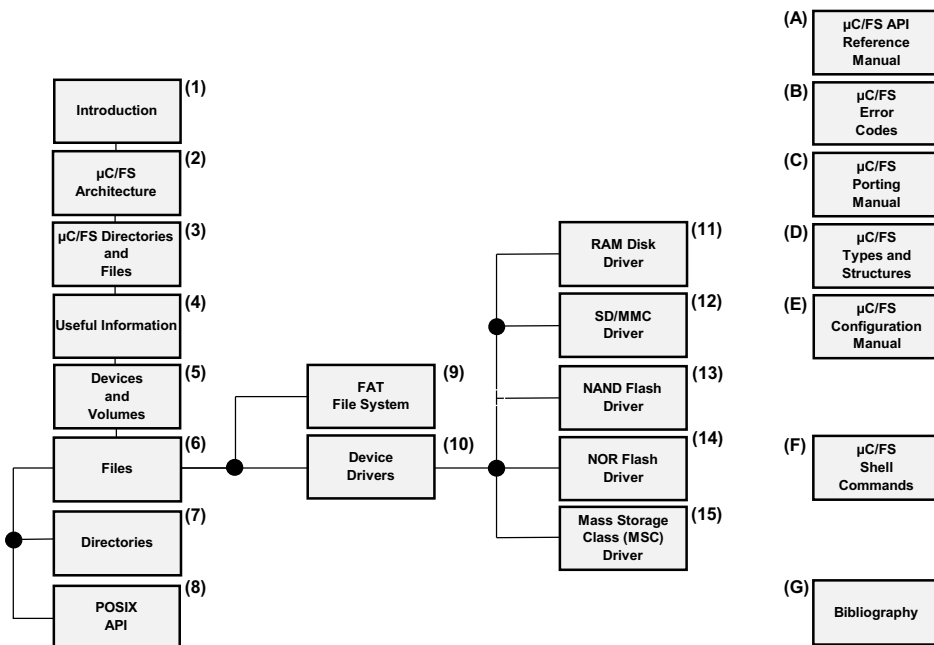 (1)
Introduction
(2)
µC/FS
Architecture
(3)
µC/FS Directories
and
Files
(4)
Useful Information
(5)
Devices
and
Volumes
(6)
Files
(7)
Directories
(8)
POSIX
API
(9)
FAT
File System
(10)
Device
Drivers
(11)
RAM Disk
Driver
(12)
SD/MMC
Driver
(13)
NAND Flash
Driver
(14)
NOR Flash
Driver
(15)
Mass Storage
Class (MSC)
Driver
(A)
µC/FS API
Reference
Manual
(B)
µC/FS
Error
Codes
(C)
µC/FS
Porting
Manual
(D)
µC/FS
Types and
Structures
(E)
µC/FS
Configuration
Manual
(F)
µC/FS
Shell
Commands
(G)
Bibliography